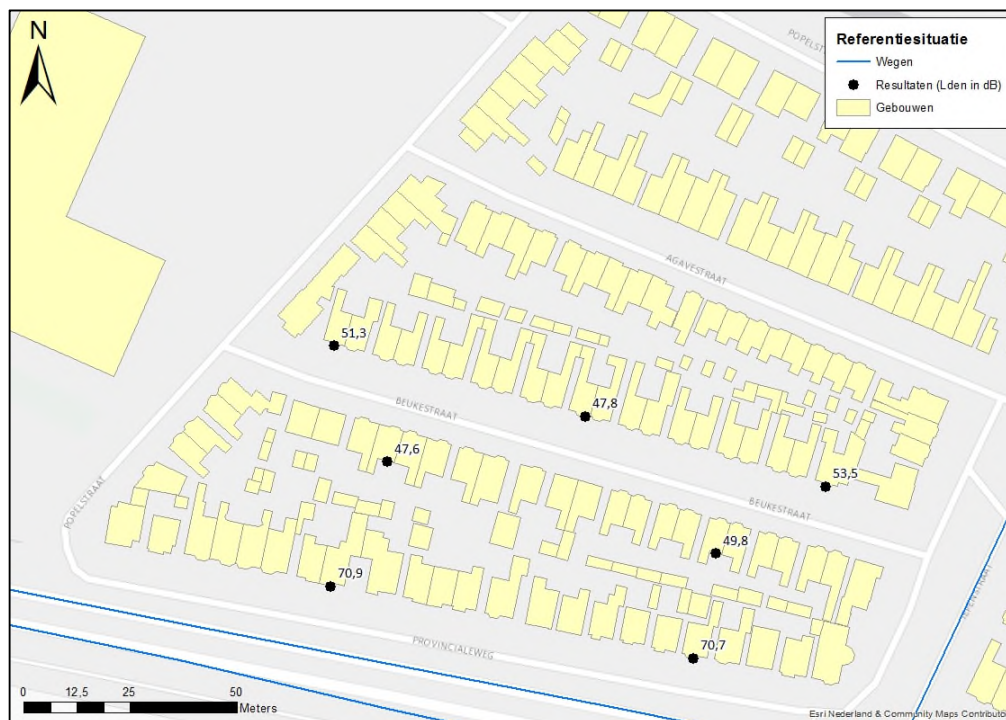 N
POPELST
Referentiesituatie
Wegen
Resultaten (Lden in dB)
Gebouwen
AGAVESTRAAT
51,3
BEUKESTRAAT
47,8
47,6
53,5
BEUKESTRAAT
POPELSTRAAT
49,8
70,9
PROVINCIALEWEG
70,7
0 12,5 25 50
Meters
Esri Nederland & Community Maps Contributo